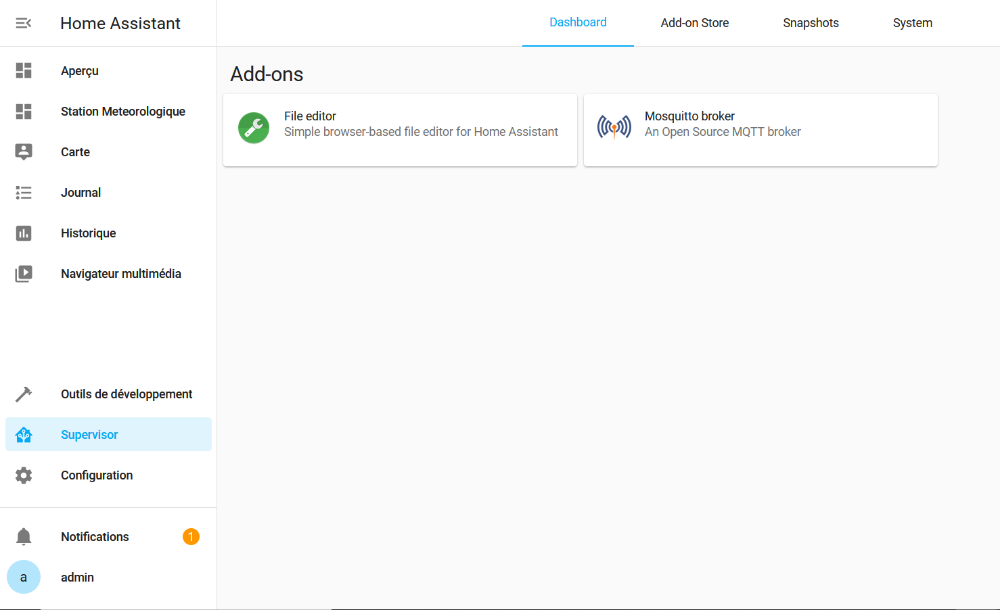 Home Assistant
Dashboard
Add-on Store
Snapshots
System
Aperçu
Station Meteorologique
Carte
Journal
Historique
Navigateur multimédia
Outils de développement
Supervisor
Configuration
Notifications
1
a
admin
Add-ons
File editor
Simple browser-based file editor for Home Assistant
Mosquitto broker
An Open Source MQTT broker